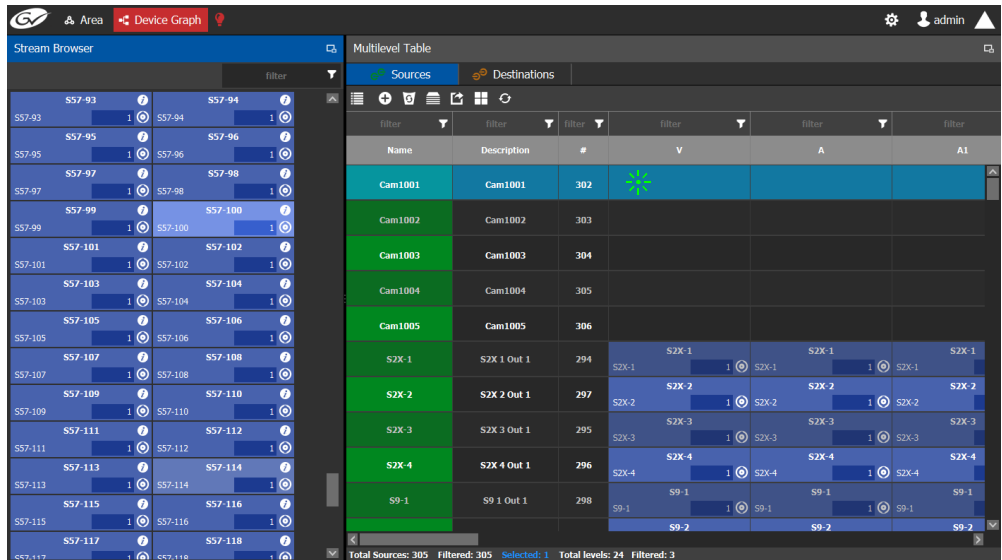 GV Area Device Graph admin
Stream Browser
filter
S57-93 i S57-94 i
S57-93 1 S57-94 1
S57-95 i S57-96 i
S57-95 1 S57-96 1
S57-97 i S57-98 i
S57-97 1 S57-98 1
S57-99 i S57-100 i
S57-99 1 S57-100 1
S57-101 i S57-102 i
S57-101 1 S57-102 1
S57-103 i S57-104 i
S57-103 1 S57-104 1
S57-105 i S57-106 i
S57-105 1 S57-106 1
S57-107 i S57-108 i
S57-107 1 S57-108 1
S57-109 i S57-110 i
S57-109 1 S57-110 1
S57-111 i S57-112 i
S57-111 1 S57-112 1
S57-113 i S57-114 i
S57-113 1 S57-114 1
S57-115 i S57-116 i
S57-115 1 S57-116 1
S57-117 i S57-118 i
S57-117 1 S57-118 1
Multilevel Table
Sources Destinations
filter filter filter filter filter filter
Name Description # V A A1
Cam1001 Cam1001 302
Cam1002 Cam1002 303
Cam1003 Cam1003 304
Cam1004 Cam1004 305
Cam1005 Cam1005 306
S2X-1 S2X-1 S2X-1
S2X-1 S2X 1 Out 1 294
S2X-1 1 S2X-1 1 S2X-1
S2X-2 S2X-2 S2X-2
S2X-2 S2X 2 Out 1 297
S2X-2 1 S2X-2 1 S2X-2
S2X-3 S2X-3 S2X-3
S2X-3 S2X 3 Out 1 295
S2X-3 1 S2X-3 1 S2X-3
S2X-4 S2X-4 S2X-4
S2X-4 S2X 4 Out 1 296
S2X-4 1 S2X-4 1 S2X-4
S9-1 S9-1 S9-1
S9-1 S9 1 Out 1 298
S9-1 1 S9-1 1 S9-1
S9-2 S9-2 S9-2
Total Sources: 305 Filtered: 305 Selected: 1 Total levels: 24 Filtered: 3